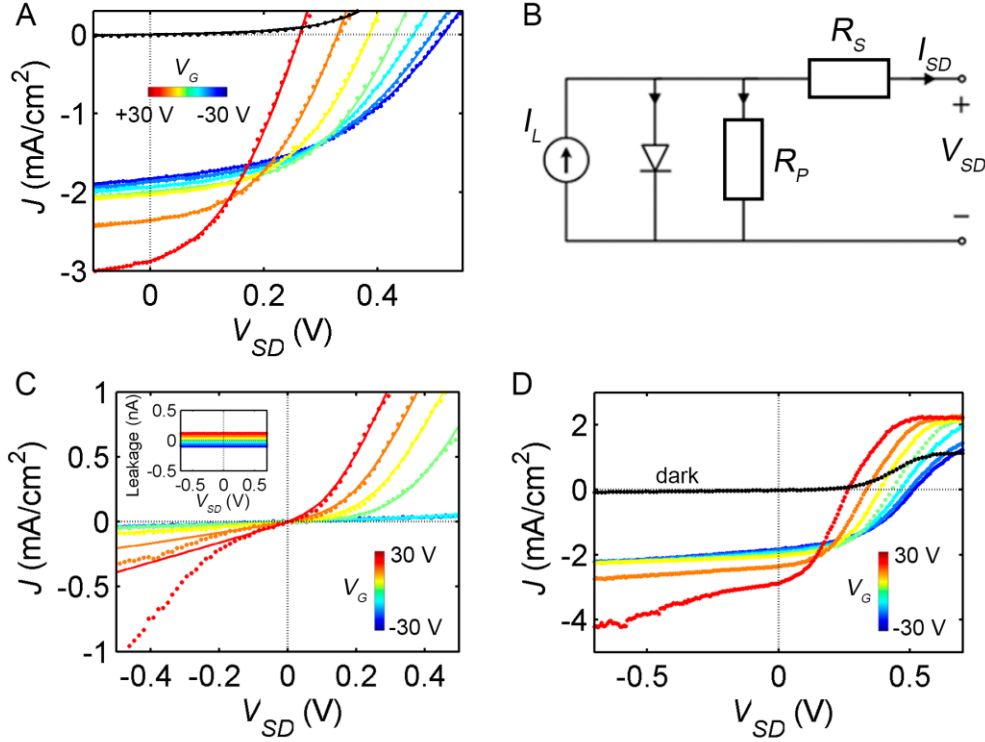 A
0
-1
-2
-3
J (mA/cm²)
V_G
+30 V
-30 V
0
0.2
0.4
V_SD (V)
B
R_S
I_SD
I_L
R_P
+
V_SD
−
C
1
0.5
0
-0.5
-1
J (mA/cm²)
Leakage (nA)
0.5
0
-0.5
-0.5
0
0.5
V_SD (V)
30 V
V_G
-30 V
-0.4
-0.2
0
0.2
0.4
V_SD (V)
D
2
0
-2
-4
J (mA/cm²)
dark
30 V
V_G
-30 V
-0.5
0
0.5
V_SD (V)